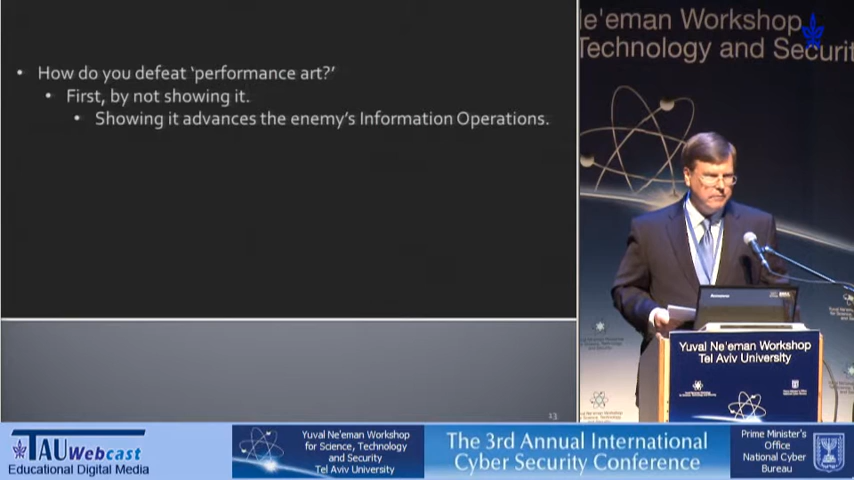 • How do you defeat 'performance art?'
• First, by not showing it.
• Showing it advances the enemy's Information Operations.
13
Ne'eman Workshop
Technology and Securit
Yuval Ne'eman Workshop
Tel Aviv University
TAU Webcast
Educational Digital Media
Yuval Ne'eman Workshop
for Science, Technology
and Security
Tel Aviv University
The 3rd Annual International
Cyber Security Conference
Prime Minister's
Office
National Cyber
Bureau